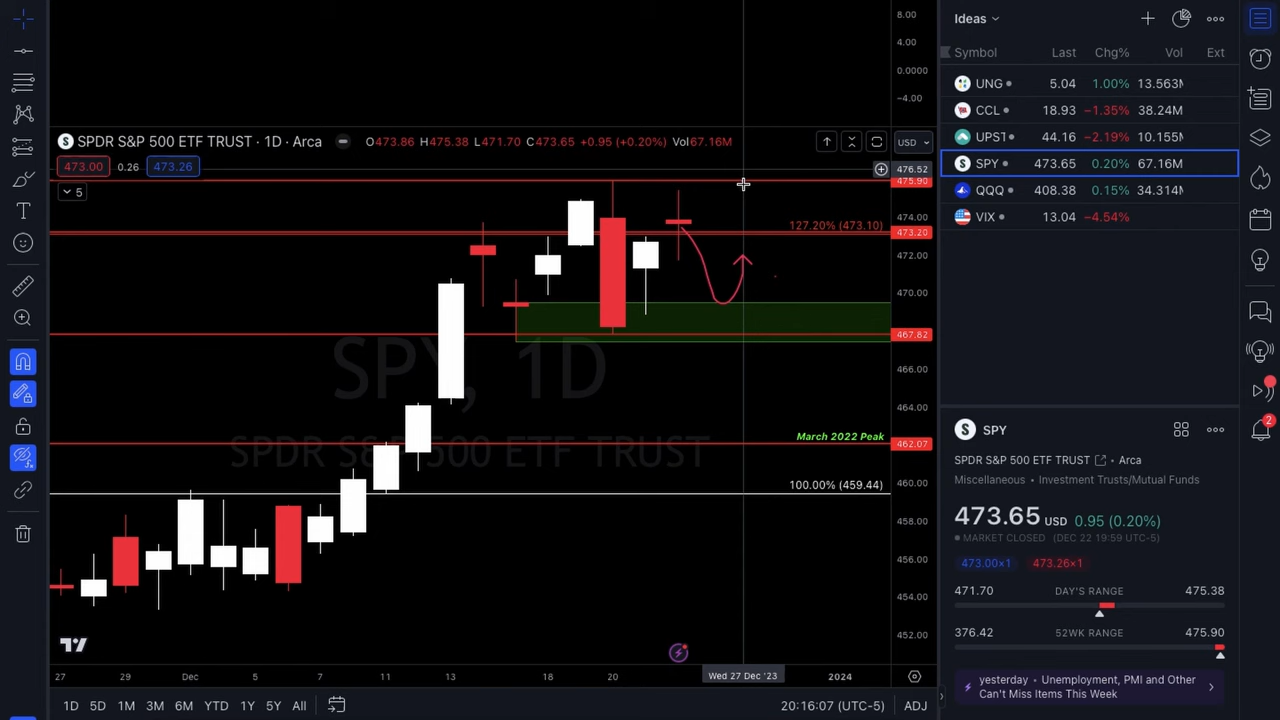 8.00
4.00
0.0000
−4.00
SPDR S&P 500 ETF TRUST · 1D · Arca O473.86 H475.38 L471.70 C473.65 +0.95 (+0.20%) Vol67.16M
USD
473.00 0.26 473.26
5
476.52
475.90
474.00
127.20% (473.10)
473.20
472.00
470.00
467.82
466.00
464.00
March 2022 Peak
462.07
100.00% (459.44)
460.00
458.00
456.00
454.00
452.00
SPY, 1D
SPDR S&P 500 ETF TRUST
27 29 Dec 5 7 11 13 18 20 Wed 27 Dec '23 2024
1D 5D 1M 3M 6M YTD 1Y 5Y All 20:16:07 (UTC-5) ADJ
Ideas
Symbol Last Chg% Vol Ext
UNG 5.04 1.00% 13.563M
CCL 18.93 −1.35% 38.24M
UPST 44.16 −2.19% 10.155M
SPY 473.65 0.20% 67.16M
QQQ 408.38 0.15% 34.314M
VIX 13.04 −4.54%
2
SPY
SPDR S&P 500 ETF TRUST • Arca
Miscellaneous • Investment Trusts/Mutual Funds
473.65 USD 0.95 (0.20%)
MARKET CLOSED (DEC 22 19:59 UTC-5)
473.00×1 473.26×1
471.70 DAY'S RANGE 475.38
376.42 52WK RANGE 475.90
yesterday • Unemployment, PMI and Other
Can't Miss Items This Week